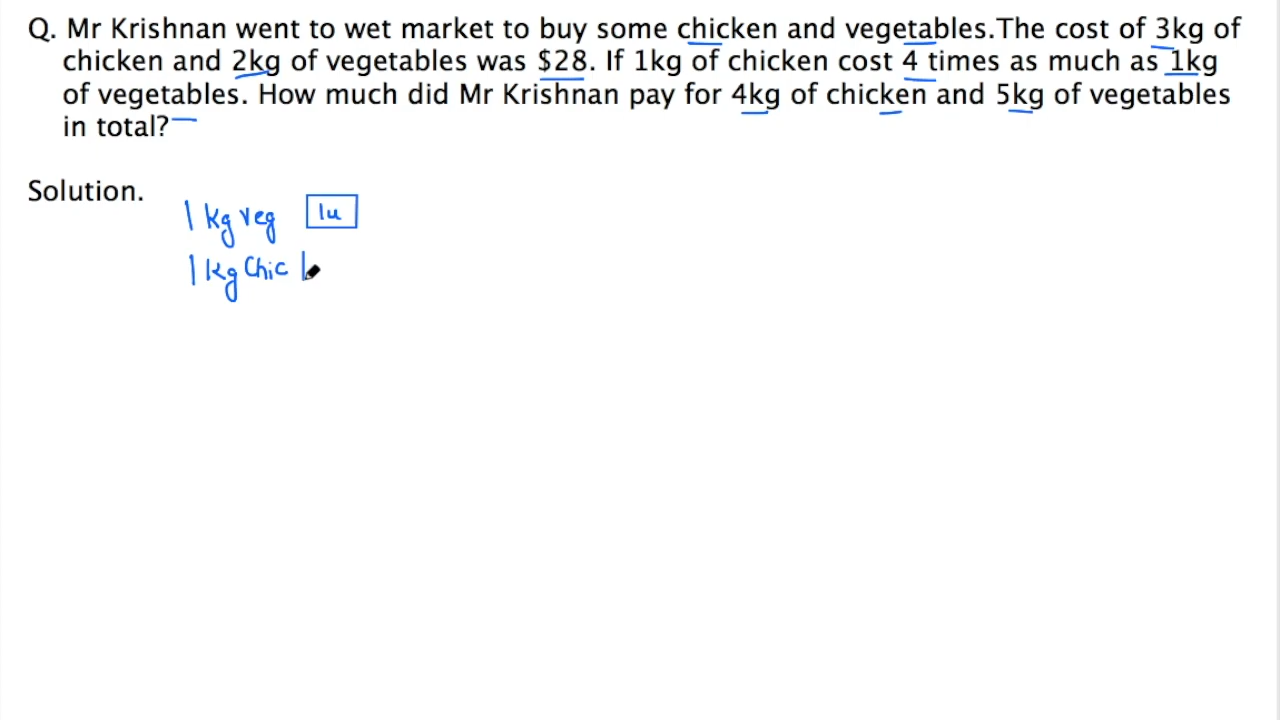 Q. Mr Krishnan went to wet market to buy some chicken and vegetables.The cost of 3kg of
chicken and 2kg of vegetables was $28. If 1kg of chicken cost 4 times as much as 1kg
of vegetables. How much did Mr Krishnan pay for 4kg of chicken and 5kg of vegetables
in total?
Solution.
1 kg veg 1u
1 kg Chic